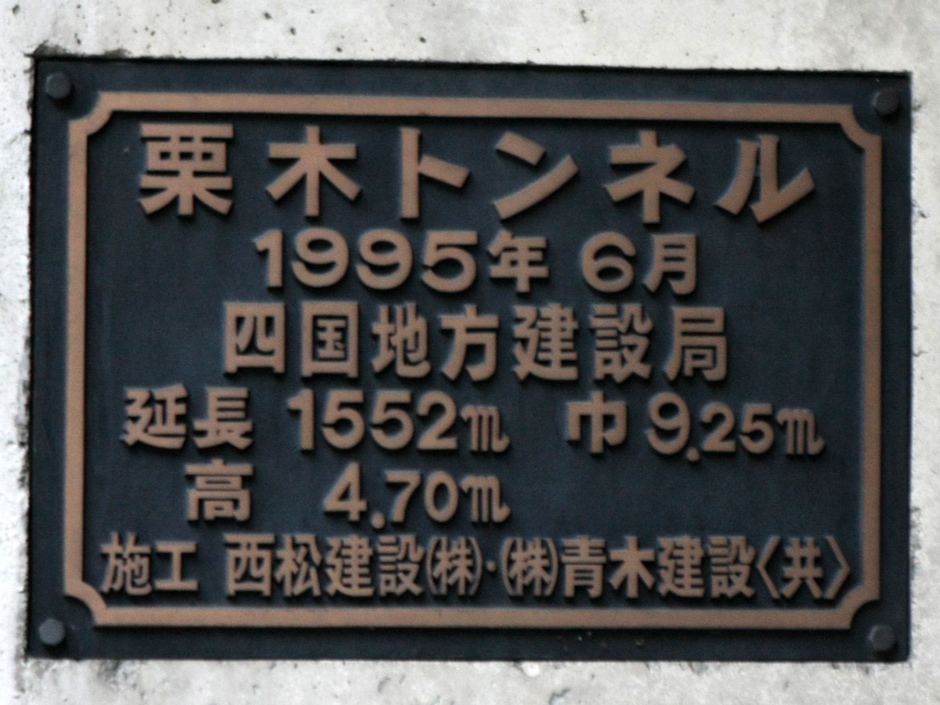 栗木トンネル
1995年 6月
四国地方建設局
延長 1552m 巾 9.25m
高 4.70m
施工 西松建設㈱・㈱青木建設〈共〉